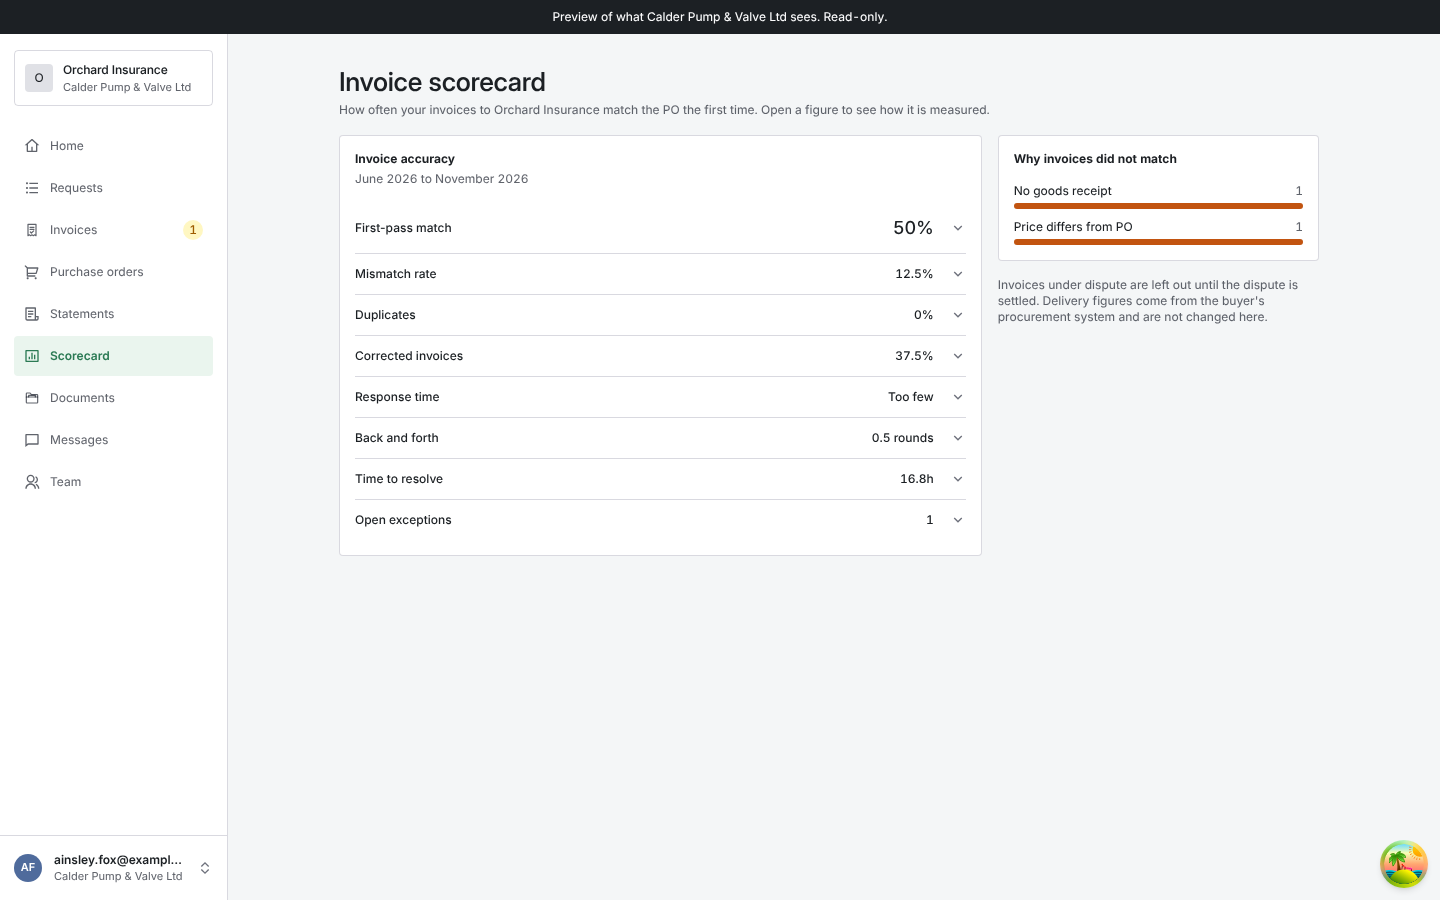 Preview of what Calder Pump & Valve Ltd sees. Read-only.
O
Orchard Insurance
Calder Pump & Valve Ltd
Home
Requests
Invoices 1
Purchase orders
Statements
Scorecard
Documents
Messages
Team
AF
ainsley.fox@exampl...
Calder Pump & Valve Ltd
Invoice scorecard
How often your invoices to Orchard Insurance match the PO the first time. Open a figure to see how it is measured.
Invoice accuracy
June 2026 to November 2026
First-pass match 50%
Mismatch rate 12.5%
Duplicates 0%
Corrected invoices 37.5%
Response time Too few
Back and forth 0.5 rounds
Time to resolve 16.8h
Open exceptions 1
Why invoices did not match
No goods receipt 1
Price differs from PO 1
Invoices under dispute are left out until the dispute is
settled. Delivery figures come from the buyer's
procurement system and are not changed here.